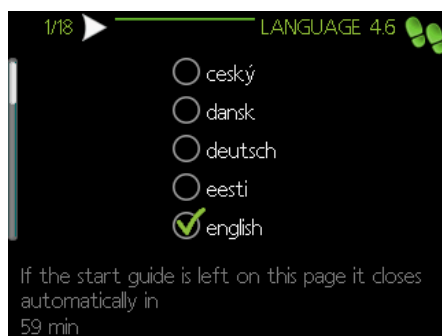 1/18 LANGUAGE 4.6
ceský
dansk
deutsch
eesti
english
If the start guide is left on this page it closes
automatically in
59 min